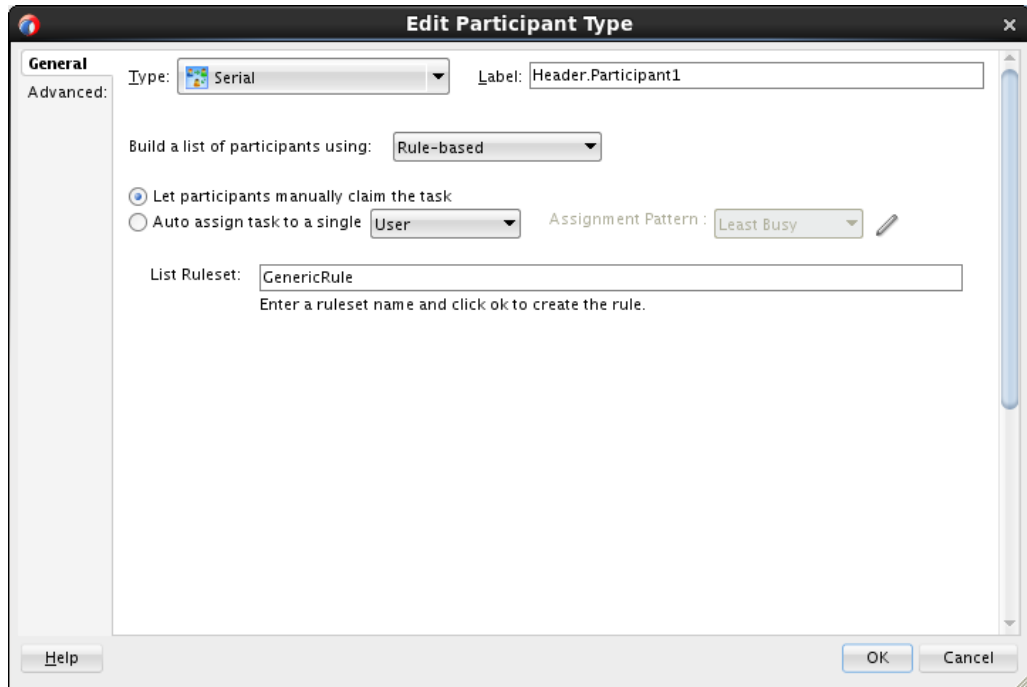 Edit Participant Type
General
Advanced:
Type: Serial Label: Header.Participant1
Build a list of participants using: Rule-based
Let participants manually claim the task
Auto assign task to a single User Assignment Pattern : Least Busy
List Ruleset: GenericRule
Enter a ruleset name and click ok to create the rule.
Help OK Cancel